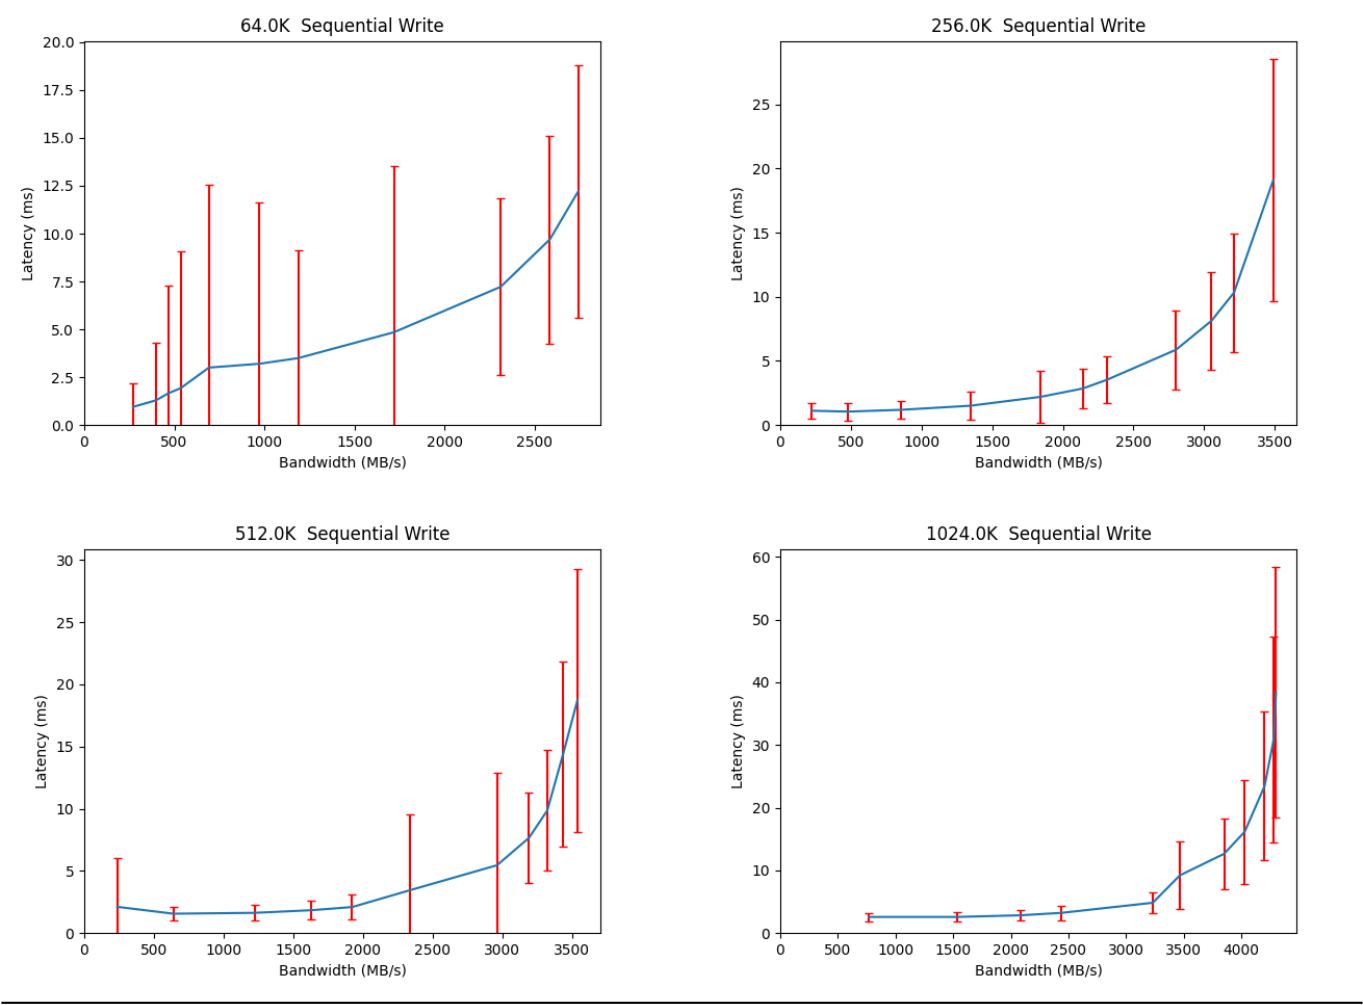 64.0K  Sequential Write
20.0
17.5
15.0
12.5
10.0
7.5
5.0
2.5
0.0
Latency (ms)
0 500 1000 1500 2000 2500
Bandwidth (MB/s)
256.0K  Sequential Write
25
20
15
10
5
0
Latency (ms)
0 500 1000 1500 2000 2500 3000 3500
Bandwidth (MB/s)
512.0K  Sequential Write
30
25
20
15
10
5
0
Latency (ms)
0 500 1000 1500 2000 2500 3000 3500
Bandwidth (MB/s)
1024.0K  Sequential Write
60
50
40
30
20
10
0
Latency (ms)
0 500 1000 1500 2000 2500 3000 3500 4000
Bandwidth (MB/s)